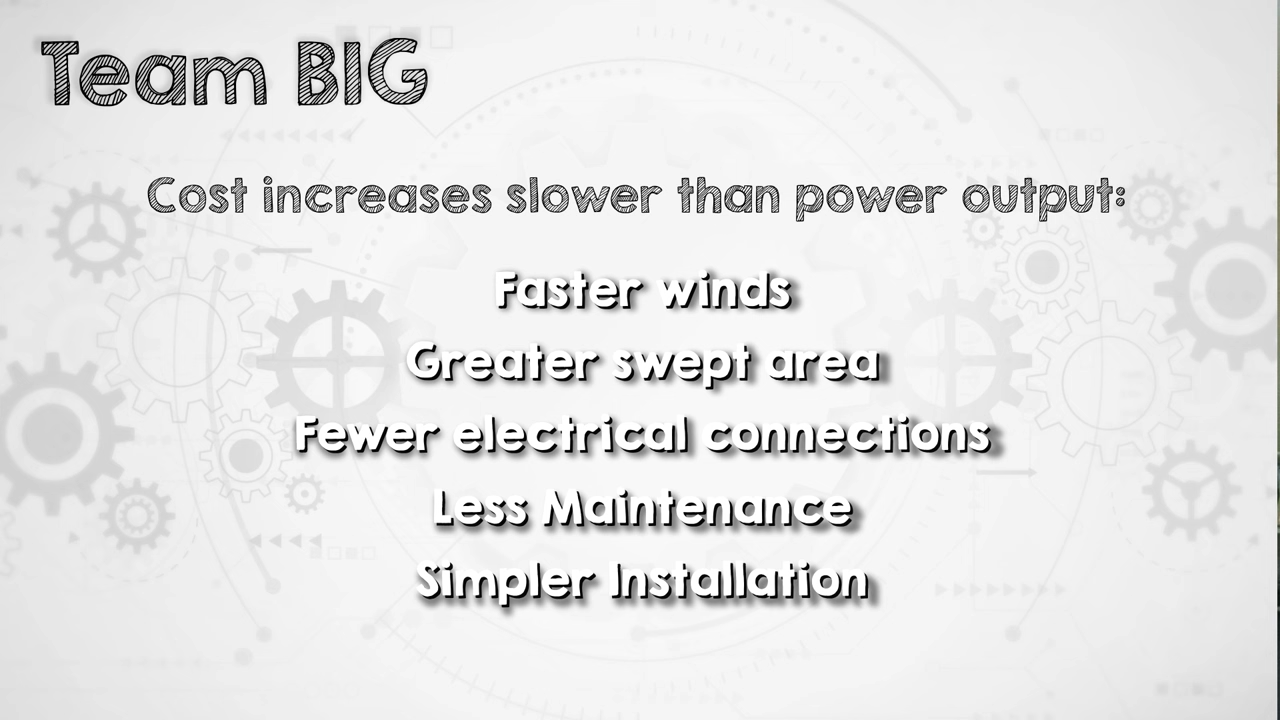 Team BIG
Cost increases slower than power output:
Faster winds
Greater swept area
Fewer electrical connections
Less Maintenance
Simpler Installation